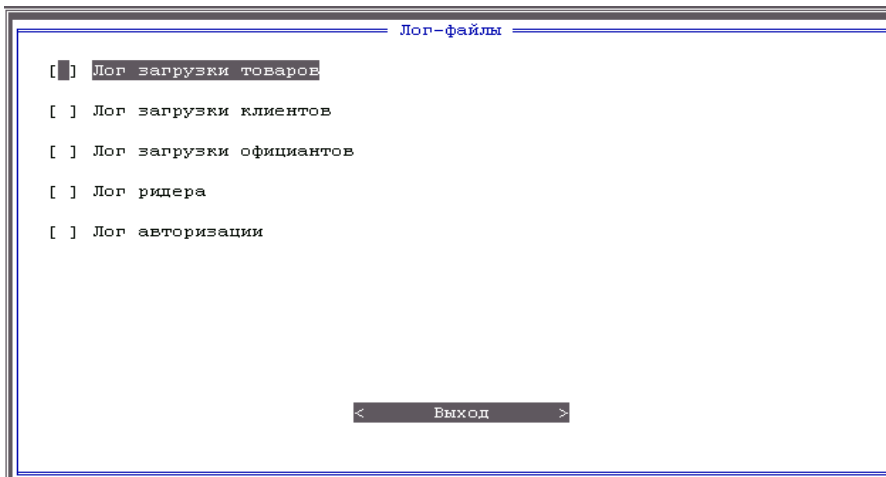 Лог-файлы
[ ] Лог загрузки товаров
[ ] Лог загрузки клиентов
[ ] Лог загрузки официантов
[ ] Лог ридера
[ ] Лог авторизации
< Выход >